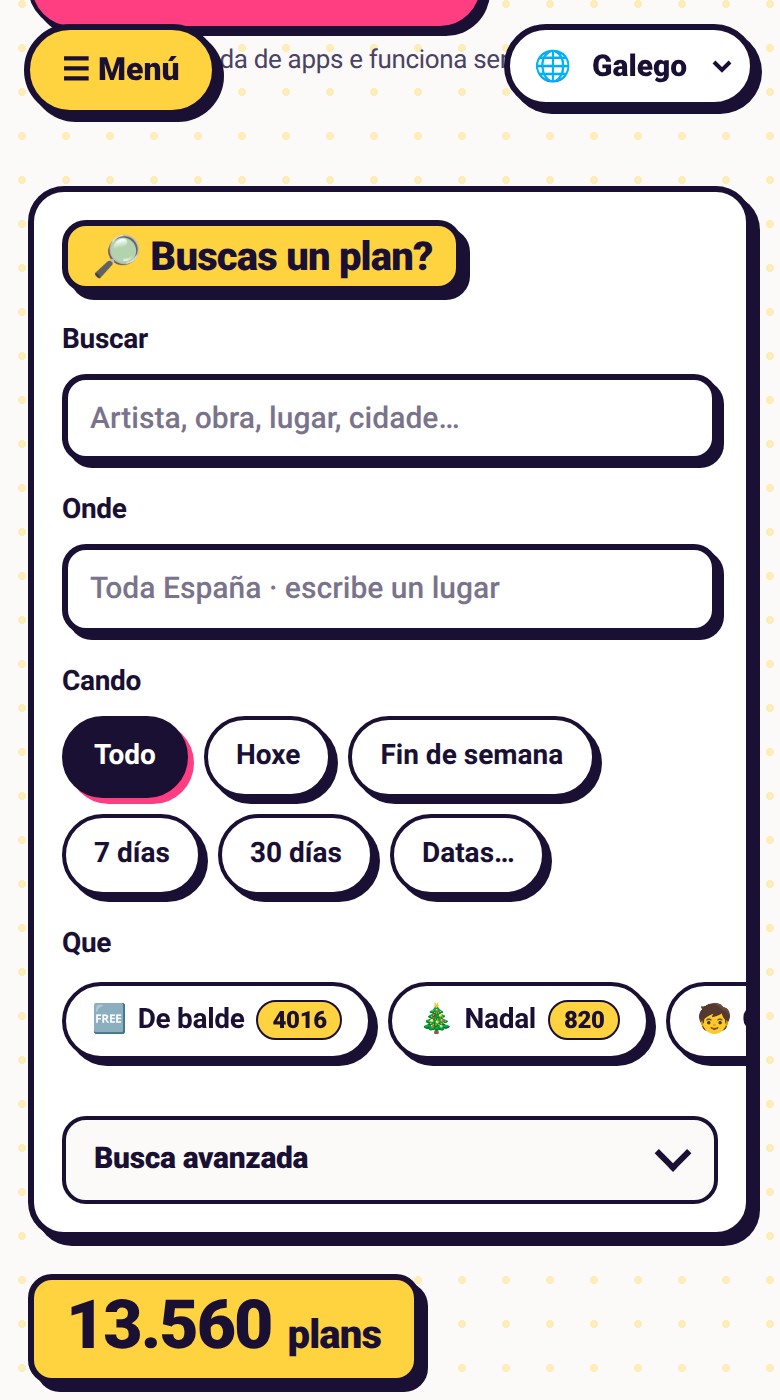 da de apps e funciona
☰ Menú
Galego
🔎 Buscas un plan?
Buscar
Artista, obra, lugar, cidade…
Onde
Toda España · escribe un lugar
Cando
Todo
Hoxe
Fin de semana
7 días
30 días
Datas…
Que
🆓 De balde 4016
🎄 Nadal 820
Busca avanzada
13.560 plans